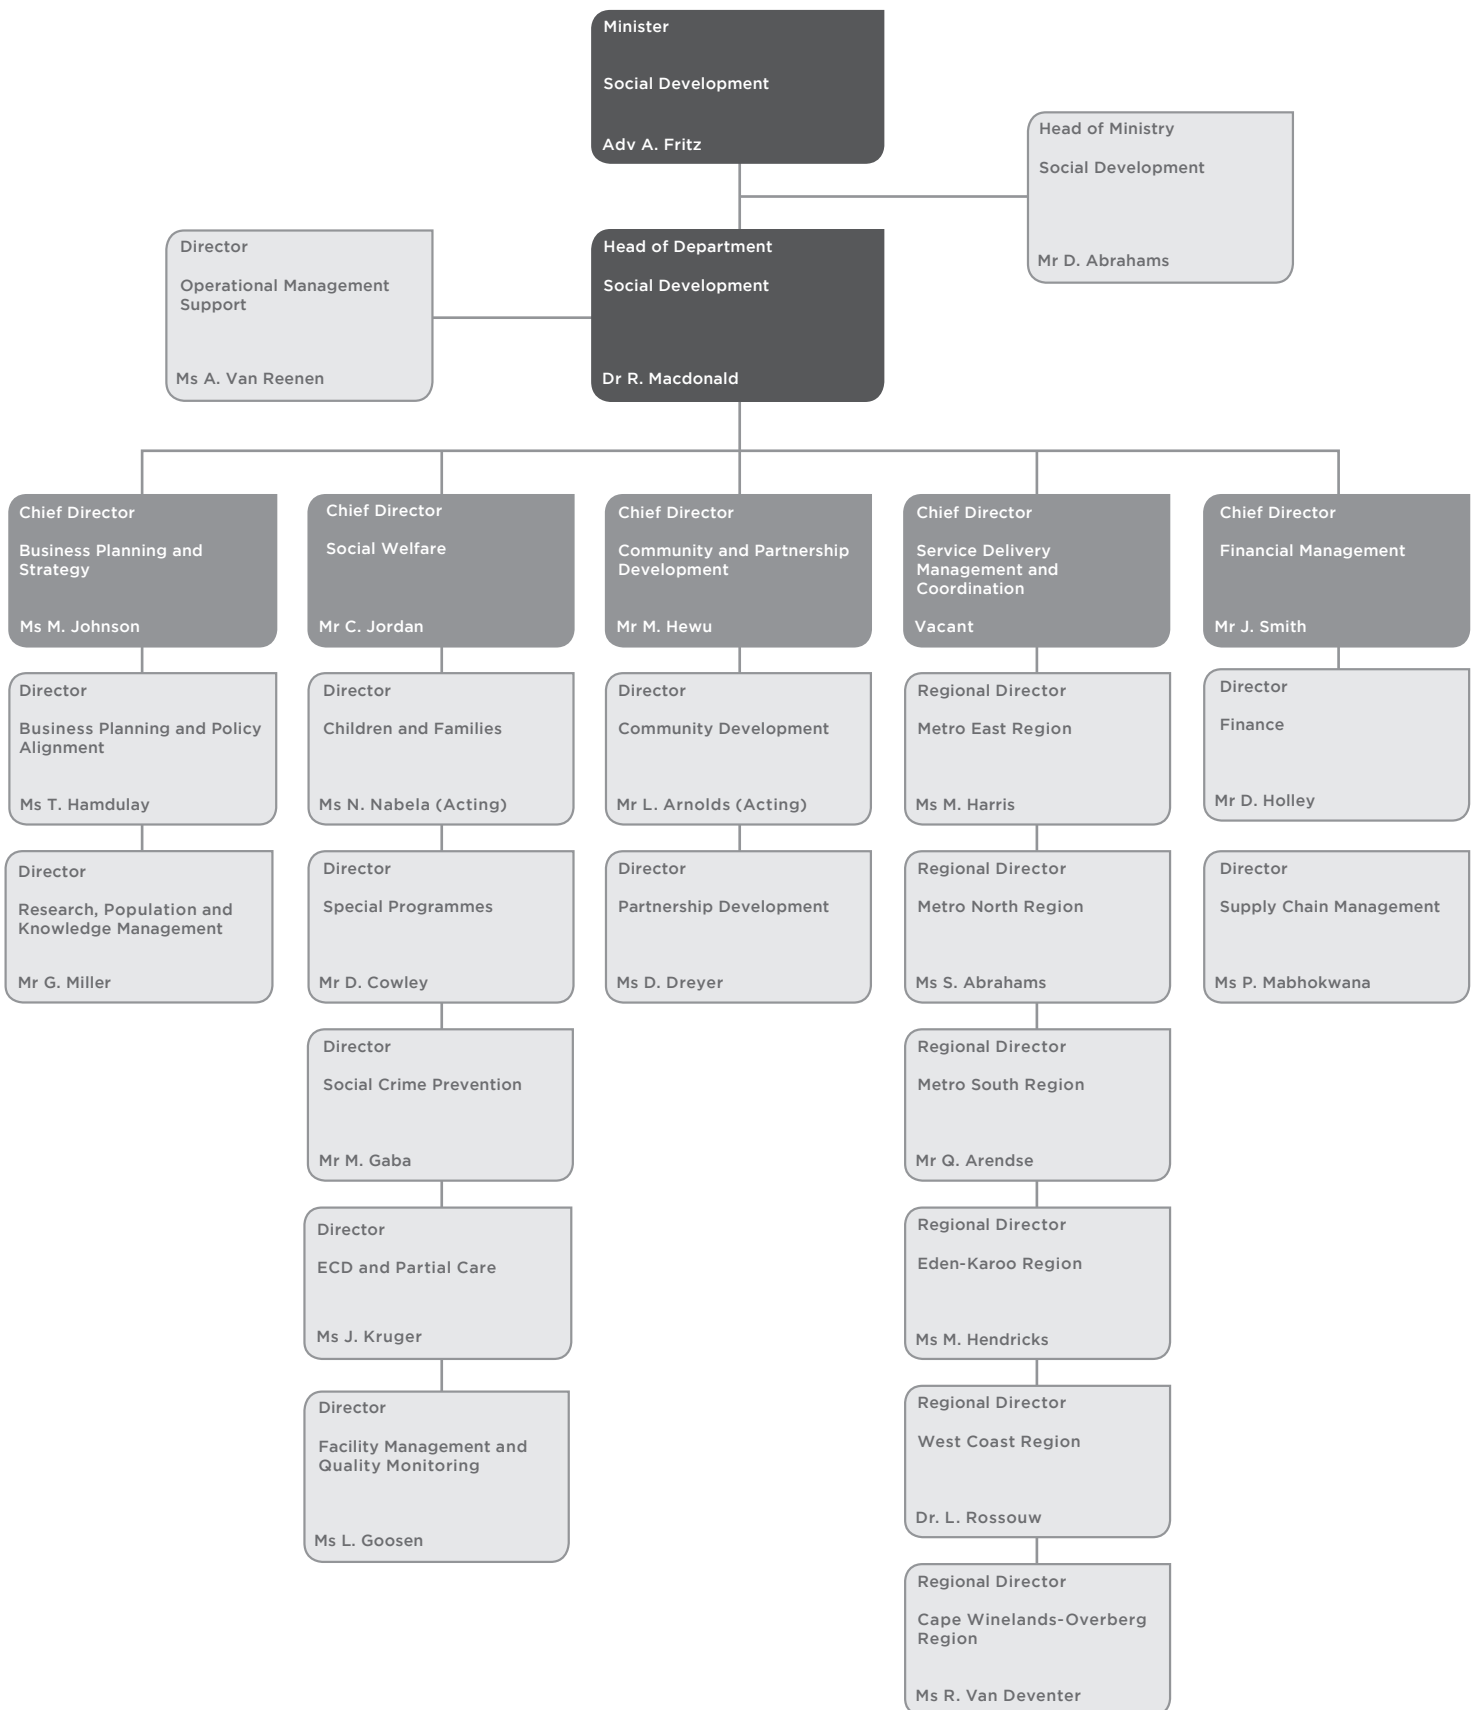 Minister
Social Development
Adv A. Fritz
Head of Ministry
Social Development
Mr D. Abrahams
Director
Operational Management
Support
Ms A. Van Reenen
Head of Department
Social Development
Dr R. Macdonald
Chief Director
Business Planning and
Strategy
Ms M. Johnson
Director
Business Planning and Policy
Alignment
Ms T. Hamdulay
Director
Research, Population and
Knowledge Management
Mr G. Miller
Chief Director
Social Welfare
Mr C. Jordan
Director
Children and Families
Ms N. Nabela (Acting)
Director
Special Programmes
Mr D. Cowley
Director
Social Crime Prevention
Mr M. Gaba
Director
ECD and Partial Care
Ms J. Kruger
Director
Facility Management and
Quality Monitoring
Ms L. Goosen
Chief Director
Community and Partnership
Development
Mr M. Hewu
Director
Community Development
Mr L. Arnolds (Acting)
Director
Partnership Development
Ms D. Dreyer
Chief Director
Service Delivery
Management and
Coordination
Vacant
Regional Director
Metro East Region
Ms M. Harris
Regional Director
Metro North Region
Ms S. Abrahams
Regional Director
Metro South Region
Mr Q. Arendse
Regional Director
Eden-Karoo Region
Ms M. Hendricks
Regional Director
West Coast Region
Dr. L. Rossouw
Regional Director
Cape Winelands-Overberg
Region
Ms R. Van Deventer
Chief Director
Financial Management
Mr J. Smith
Director
Finance
Mr D. Holley
Director
Supply Chain Management
Ms P. Mabhokwana